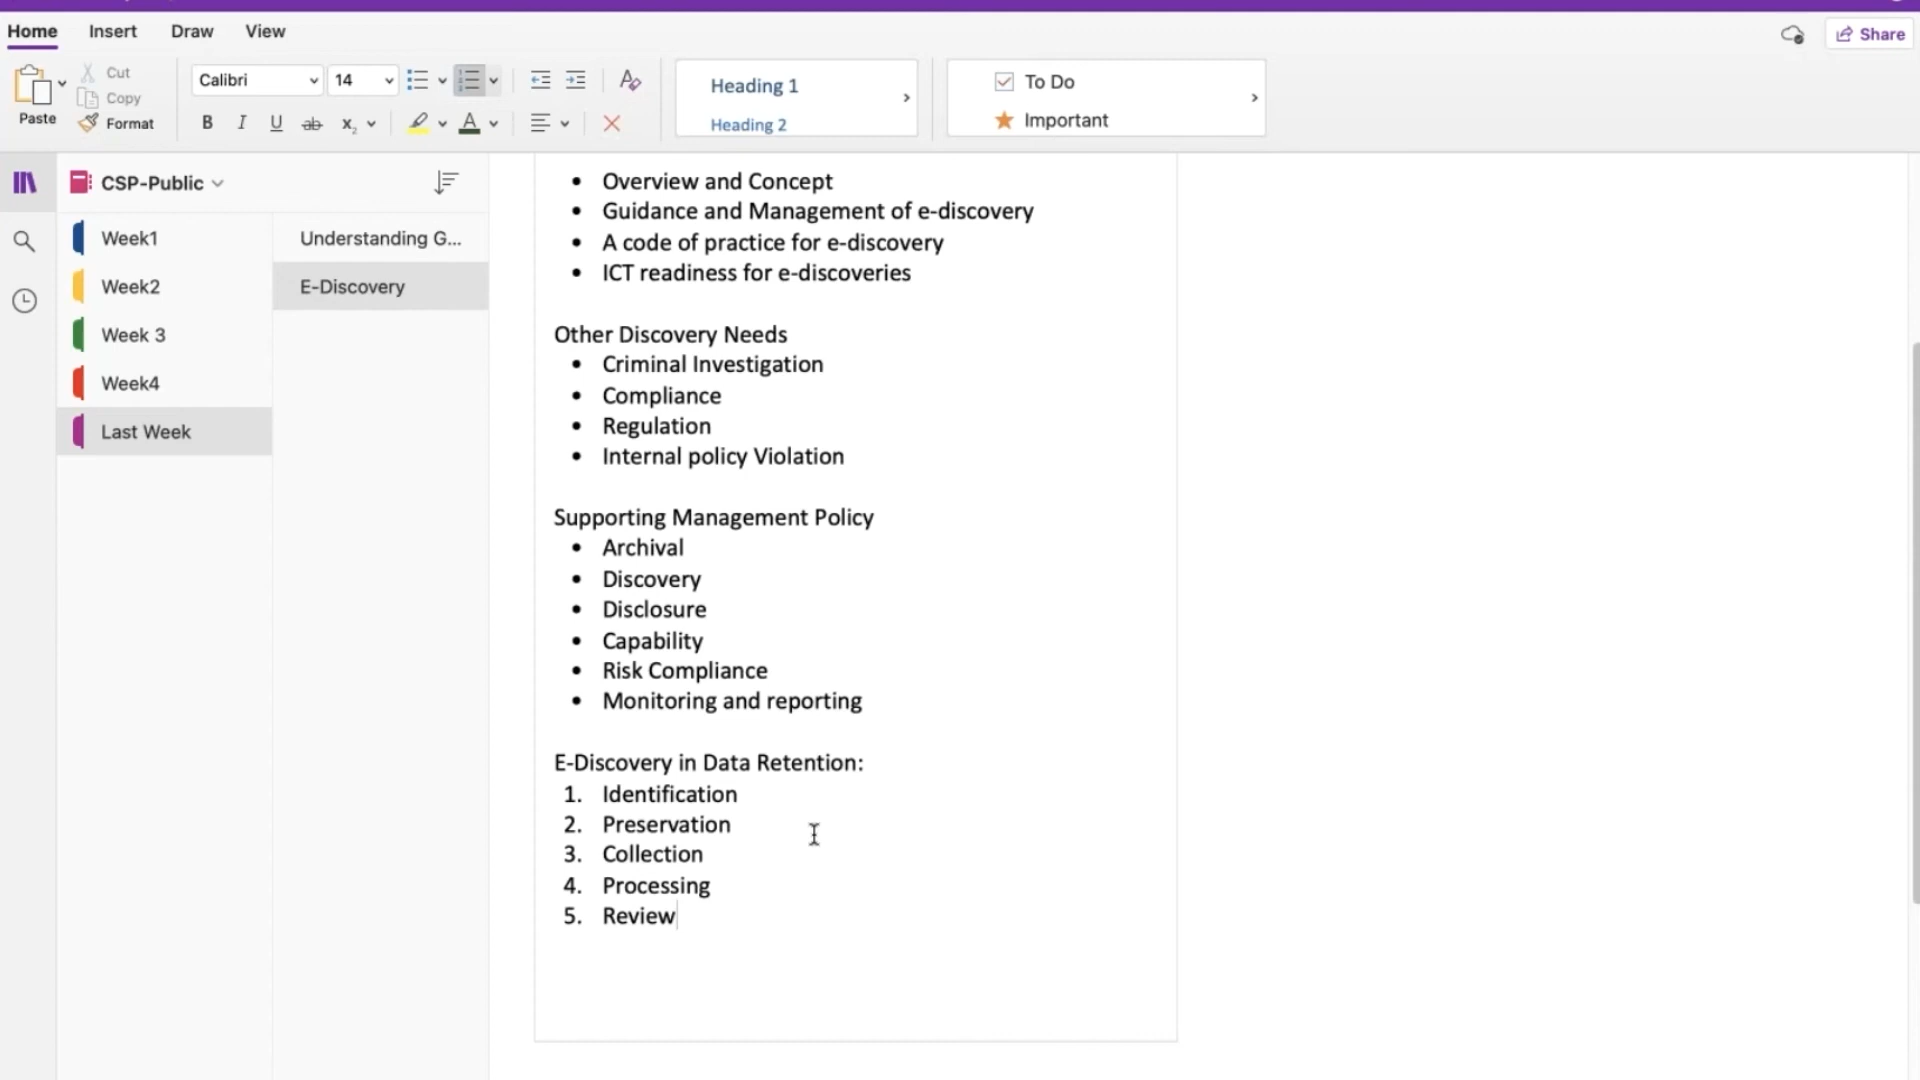 Home Insert Draw View
Share
Paste
Cut
Copy
Format
Calibri 14
Heading 1
Heading 2
To Do
Important
CSP-Public
Week1
Week2
Week 3
Week4
Last Week
Understanding G...
E-Discovery
• Overview and Concept
• Guidance and Management of e-discovery
• A code of practice for e-discovery
• ICT readiness for e-discoveries
Other Discovery Needs
• Criminal Investigation
• Compliance
• Regulation
• Internal policy Violation
Supporting Management Policy
• Archival
• Discovery
• Disclosure
• Capability
• Risk Compliance
• Monitoring and reporting
E-Discovery in Data Retention:
1. Identification
2. Preservation
3. Collection
4. Processing
5. Review